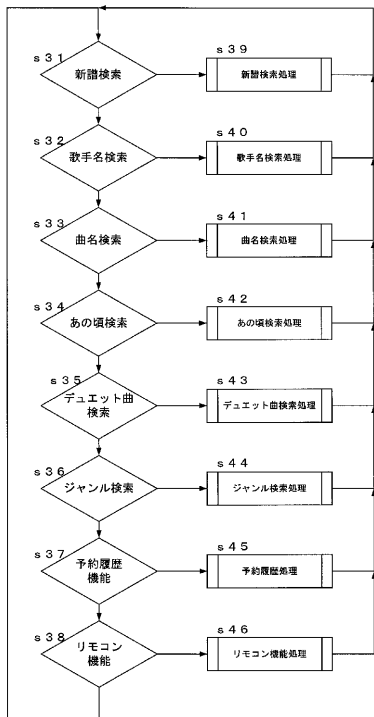 s31
新譜検索
s39
新譜検索処理
s32
歌手名検索
s40
歌手名検索処理
s33
曲名検索
s41
曲名検索処理
s34
あの頃検索
s42
あの頃検索処理
s35
デュエット曲
検索
s43
デュエット曲検索処理
s36
ジャンル検索
s44
ジャンル検索処理
s37
予約履歴
機能
s45
予約履歴処理
s38
リモコン
機能
s46
リモコン機能処理